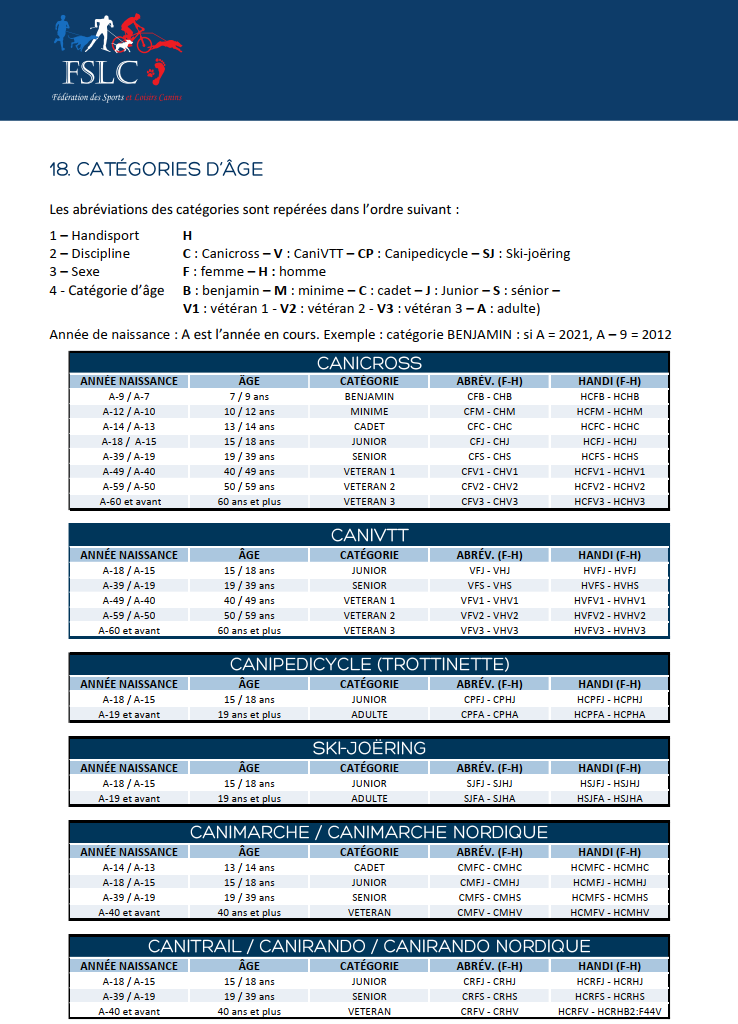 FSLC
Fédération des Sports et Loisirs Canins
18. CATÉGORIES D'ÂGE
Les abréviations des catégories sont repérées dans l'ordre suivant :
1 – Handisport H
2 – Discipline C : Canicross – V : CaniVTT – CP : Canipedicycle – SJ : Ski-joëring
3 – Sexe F : femme – H : homme
4 - Catégorie d'âge B : benjamin – M : minime – C : cadet – J : Junior – S : sénior –
V1 : vétéran 1 - V2 : vétéran 2 - V3 : vétéran 3 – A : adulte)
Année de naissance : A est l'année en cours. Exemple : catégorie BENJAMIN : si A = 2021, A – 9 = 2012
CANICROSS
ANNÉE NAISSANCE ÂGE CATÉGORIE ABRÉV. (F-H) HANDI (F-H)
A-9 / A-7 7 / 9 ans BENJAMIN CFB - CHB HCFB - HCHB
A-12 / A-10 10 / 12 ans MINIME CFM - CHM HCFM - HCHM
A-14 / A-13 13 / 14 ans CADET CFC - CHC HCFC - HCHC
A-18 / A-15 15 / 18 ans JUNIOR CFJ - CHJ HCFJ - HCHJ
A-39 / A-19 19 / 39 ans SENIOR CFS - CHS HCFS - HCHS
A-49 / A-40 40 / 49 ans VETERAN 1 CFV1 - CHV1 HCFV1 - HCHV1
A-59 / A-50 50 / 59 ans VETERAN 2 CFV2 - CHV2 HCFV2 - HCHV2
A-60 et avant 60 ans et plus VETERAN 3 CFV3 - CHV3 HCFV3 - HCHV3
CANIVTT
ANNÉE NAISSANCE ÂGE CATÉGORIE ABRÉV. (F-H) HANDI (F-H)
A-18 / A-15 15 / 18 ans JUNIOR VFJ - VHJ HVFJ - HVFJ
A-39 / A-19 19 / 39 ans SENIOR VFS - VHS HVFS - HVHS
A-49 / A-40 40 / 49 ans VETERAN 1 VFV1 - VHV1 HVFV1 - HVHV1
A-59 / A-50 50 / 59 ans VETERAN 2 VFV2 - VHV2 HVFV2 - HVHV2
A-60 et avant 60 ans et plus VETERAN 3 VFV3 - VHV3 HVFV3 - HVHV3
CANIPEDICYCLE (TROTTINETTE)
ANNÉE NAISSANCE ÂGE CATÉGORIE ABRÉV. (F-H) HANDI (F-H)
A-18 / A-15 15 / 18 ans JUNIOR CPFJ - CPHJ HCPFJ - HCPHJ
A-19 et avant 19 ans et plus ADULTE CPFA - CPHA HCPFA - HCPHA
SKI-JOËRING
ANNÉE NAISSANCE ÂGE CATÉGORIE ABRÉV. (F-H) HANDI (F-H)
A-18 / A-15 15 / 18 ans JUNIOR SJFJ - SJHJ HSJFJ - HSJHJ
A-19 et avant 19 ans et plus ADULTE SJFA - SJHA HSJFA - HSJHA
CANIMARCHE / CANIMARCHE NORDIQUE
ANNÉE NAISSANCE ÂGE CATÉGORIE ABRÉV. (F-H) HANDI (F-H)
A-14 / A-13 13 / 14 ans CADET CMFC - CMHC HCMFC - HCMHC
A-18 / A-15 15 / 18 ans JUNIOR CMFJ - CMHJ HCMFJ - HCMHJ
A-39 / A-19 19 / 39 ans SENIOR CMFS - CMHS HCMFS - HCMHS
A-40 et avant 40 ans et plus VETERAN CMFV - CMHV HCMFV - HCMHV
CANITRAIL / CANIRANDO / CANIRANDO NORDIQUE
ANNÉE NAISSANCE ÂGE CATÉGORIE ABRÉV. (F-H) HANDI (F-H)
A-18 / A-15 15 / 18 ans JUNIOR CRFJ - CRHJ HCRFJ - HCRHJ
A-39 / A-19 19 / 39 ans SENIOR CRFS - CRHS HCRFS - HCRHS
A-40 et avant 40 ans et plus VETERAN CRFV - CRHV HCRFV - HCRHB2:F44V